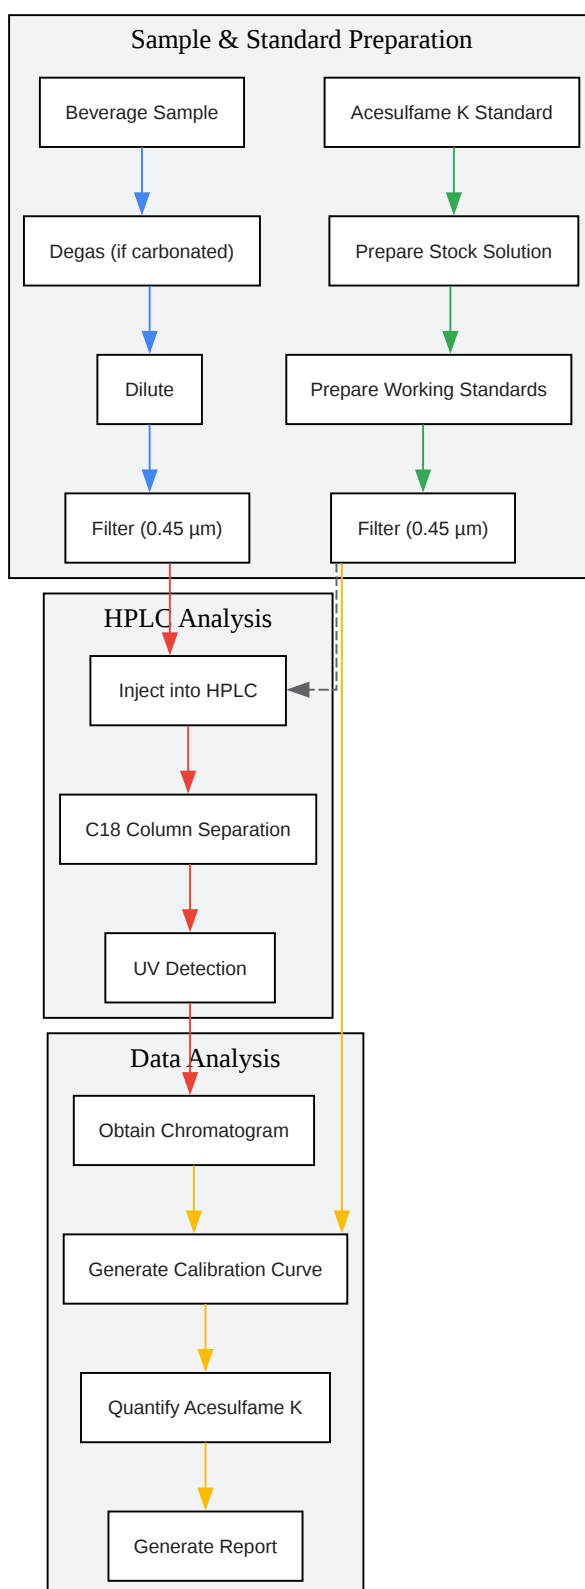 Sample & Standard Preparation
Beverage Sample
Acesulfame K Standard
Degas (if carbonated)
Prepare Stock Solution
Dilute
Prepare Working Standards
Filter (0.45 µm)
Filter (0.45 µm)
HPLC Analysis
Inject into HPLC
C18 Column Separation
UV Detection
Data Analysis
Obtain Chromatogram
Generate Calibration Curve
Quantify Acesulfame K
Generate Report